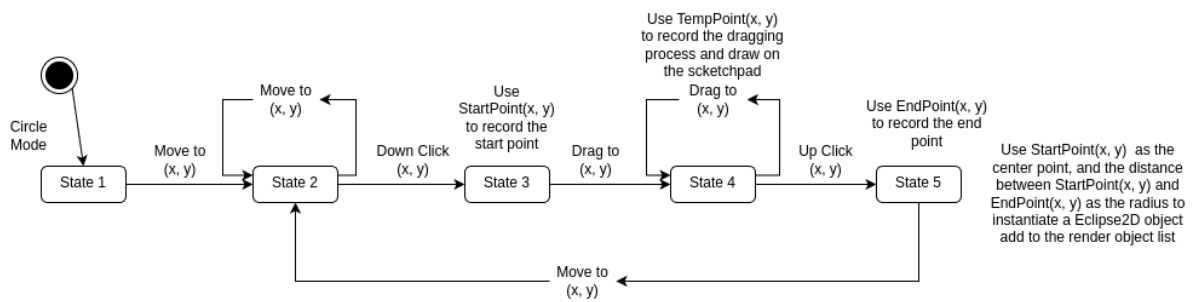 Circle
Mode
State 1
Move to
(x, y)
Move to
(x, y)
State 2
Down Click
(x, y)
Use
StartPoint(x, y)
to record the
start point
State 3
Drag to
(x, y)
Use TempPoint(x, y)
to record the dragging
process and draw on
the scketchpad
Drag to
(x, y)
State 4
Up Click
(x, y)
Use EndPoint(x, y)
to record the end
point
State 5
Use StartPoint(x, y)  as the
center point, and the distance
between StartPoint(x, y) and
EndPoint(x, y) as the radius to
instantiate a Eclipse2D object
add to the render object list
Move to
(x, y)